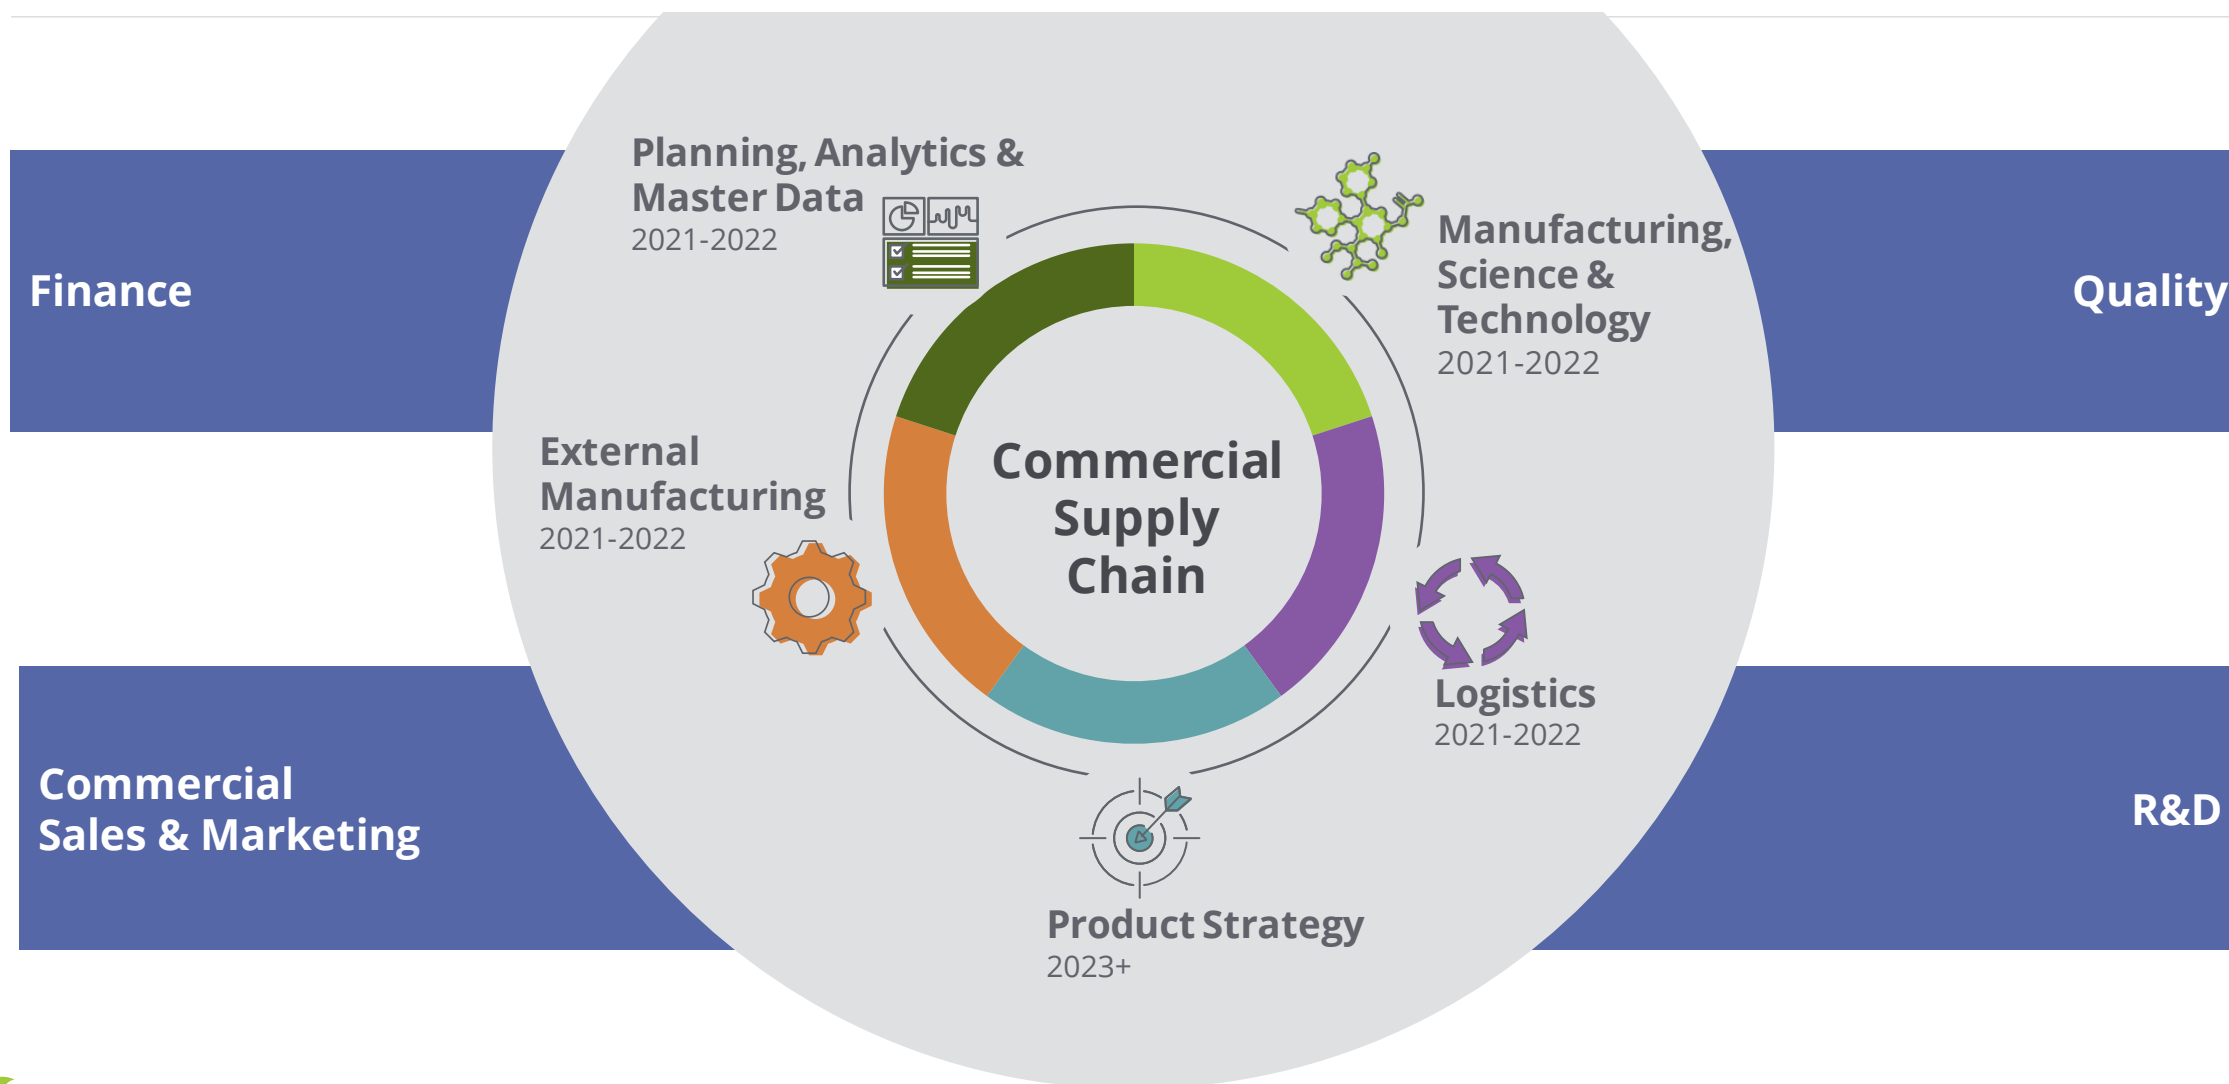 Planning, Analytics &
Master Data
2021-2022
Manufacturing,
Science &
Technology
2021-2022
Finance
Quality
External
Manufacturing
2021-2022
Commercial
Supply
Chain
Logistics
2021-2022
Commercial
Sales & Marketing
R&D
Product Strategy
2023+